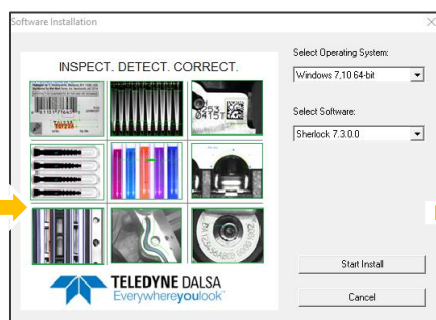 Software Installation
INSPECT. DETECT. CORRECT.
Select Operating System:
Windows 7,10 64-bit
Select Software:
Sherlock 7.3.0.0
TELEDYNE DALSA
Everywhereyoulook
Start Install
Cancel